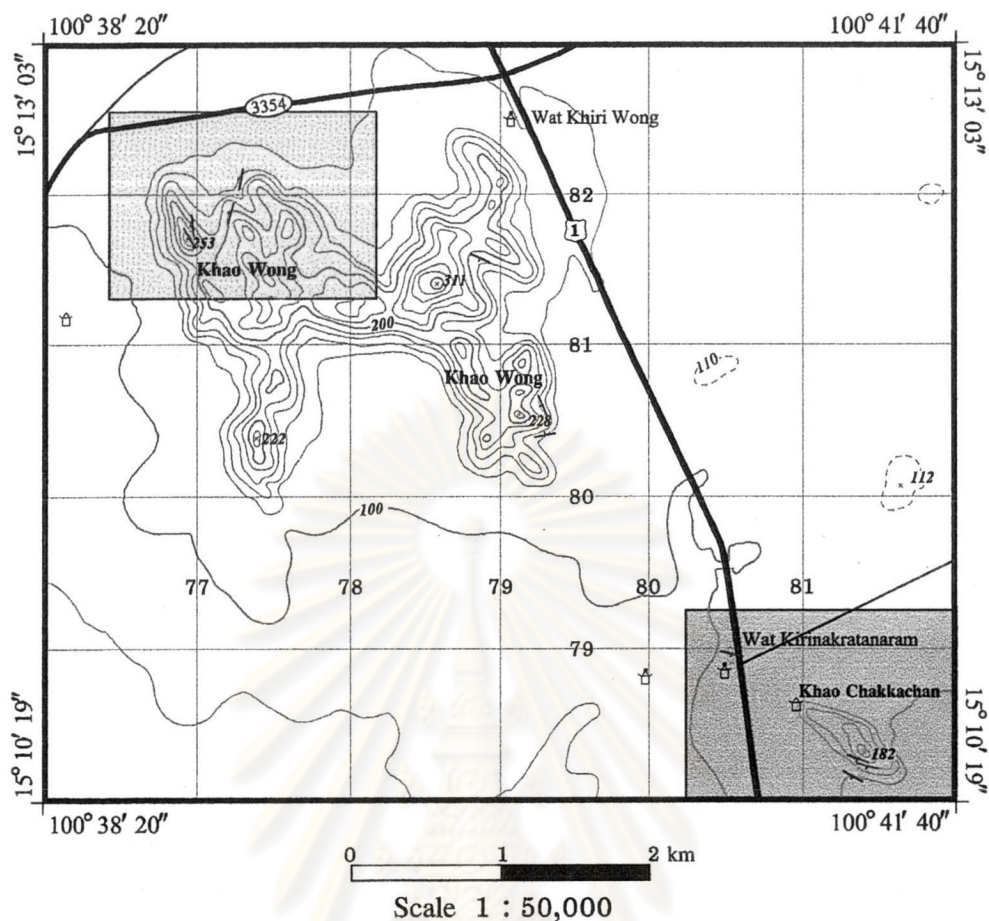 100° 38' 20" 100° 41' 40"
15° 13' 03" 15° 13' 03"
3354
Wat Khiri Wong
82
1
253
Khao Wong
311
200
81
110
Khao Wong
228
222
112
80
100
77 78 79 80 81
79
Wat Kirinakratanaram
Khao Chakkachan
182
15° 10' 19" 15° 10' 19"
100° 38' 20" 100° 41' 40"
0 1 2 km
Scale 1 : 50,000